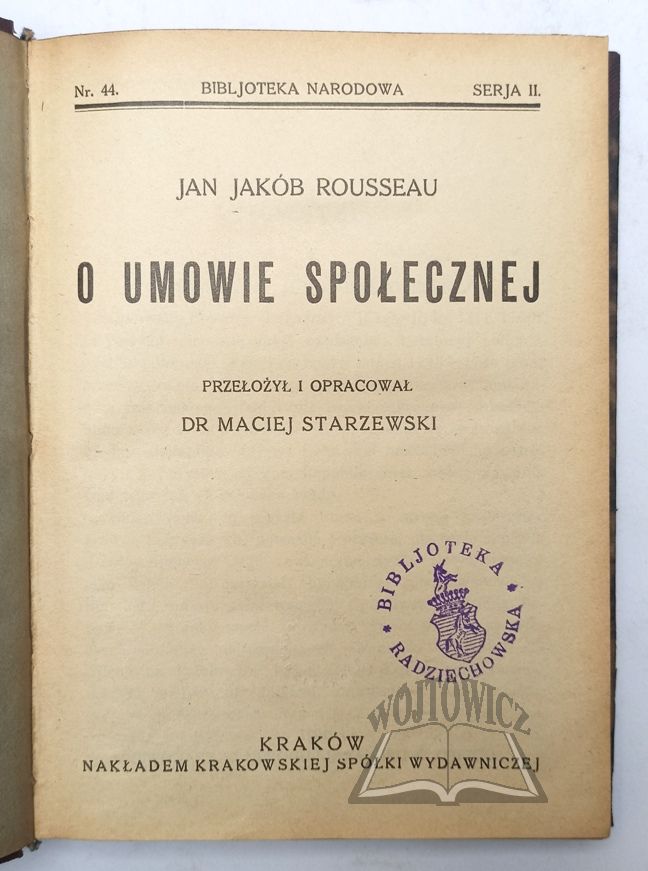 Nr. 44. BIBLJOTEKA NARODOWA SERJA II.
JAN JAKÓB ROUSSEAU
O UMOWIE SPOŁECZNEJ
PRZEŁOŻYŁ I OPRACOWAŁ
DR MACIEJ STARZEWSKI
* BIBLJOTEKA *
RADZIECHOWSKA
WÓJTOWICZ
KRAKÓW
NAKŁADEM KRAKOWSKIEJ SPÓŁKI WYDAWNICZEJ